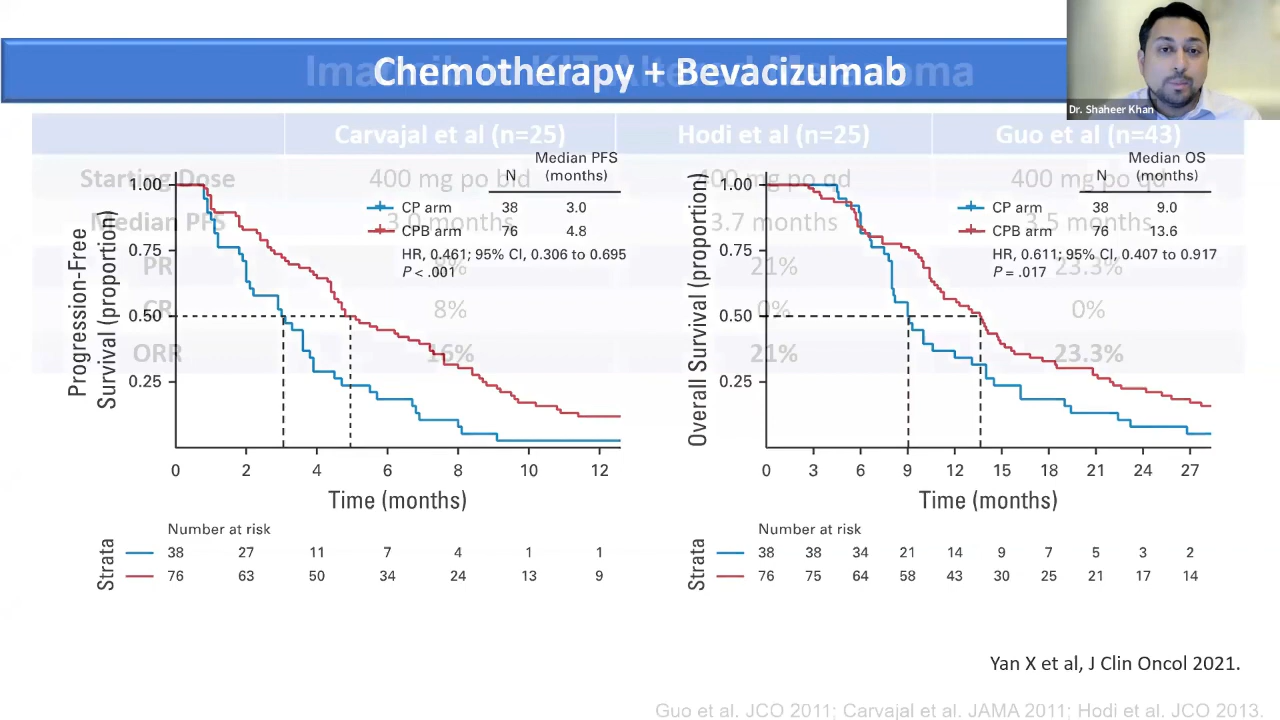 Chemotherapy + Bevacizumab
Dr. Shaheer Khan
Carvajal et al (n=25) Hodi et al (n=25) Guo et al (n=43)
Starting Dose 400 mg po bid 400 mg po qd 400 mg po qd
Median PFS 3.0 months 3.7 months 3.5 months
PR 21% 23.3%
CR 8% 0% 0%
ORR 16% 21% 23.3%
Progression-Free
Survival (proportion)
1.00
0.75
0.50
0.25
N Median PFS
(months)
CP arm 38 3.0
CPB arm 76 4.8
HR, 0.461; 95% CI, 0.306 to 0.695
P < .001
0 2 4 6 8 10 12
Time (months)
Number at risk
Strata
38 27 11 7 4 1 1
76 63 50 34 24 13 9
Overall Survival (proportion)
1.00
0.75
0.50
0.25
N Median OS
(months)
CP arm 38 9.0
CPB arm 76 13.6
HR, 0.611; 95% CI, 0.407 to 0.917
P = .017
0 3 6 9 12 15 18 21 24 27
Time (months)
Number at risk
Strata
38 38 34 21 14 9 7 5 3 2
76 75 64 58 43 30 25 21 17 14
Yan X et al, J Clin Oncol 2021.
Guo et al. JCO 2011; Carvajal et al. JAMA 2011; Hodi et al. JCO 2013.